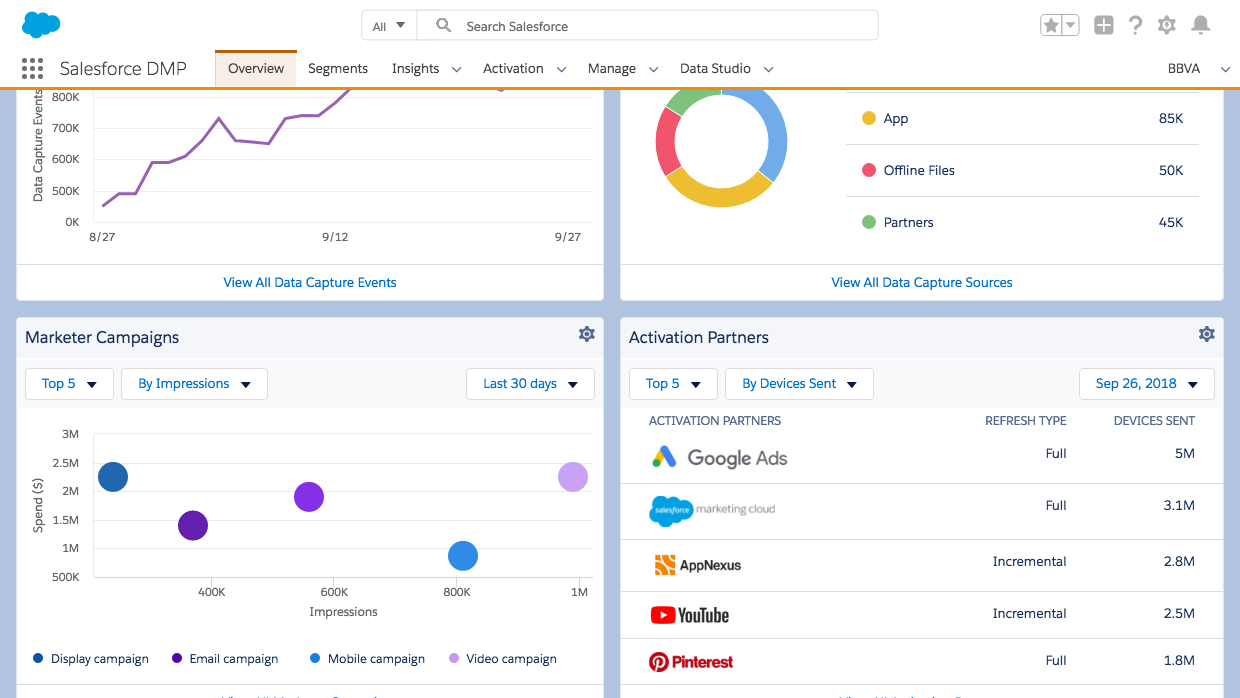 All
Search Salesforce
Salesforce DMP
Overview
Segments
Insights
Activation
Manage
Data Studio
BBVA
Data Capture Events
800K
700K
600K
500K
0K
8/27
9/12
9/27
View All Data Capture Events
App 85K
Offline Files 50K
Partners 45K
View All Data Capture Sources
Marketer Campaigns
Top 5
By Impressions
Last 30 days
Spend ($)
3M
2.5M
2M
1.5M
1M
500K
400K
600K
800K
1M
Impressions
Display campaign
Email campaign
Mobile campaign
Video campaign
Activation Partners
Top 5
By Devices Sent
Sep 26, 2018
ACTIVATION PARTNERS REFRESH TYPE DEVICES SENT
Google Ads Full 5M
salesforce marketing cloud Full 3.1M
AppNexus Incremental 2.8M
YouTube Incremental 2.5M
Pinterest Full 1.8M